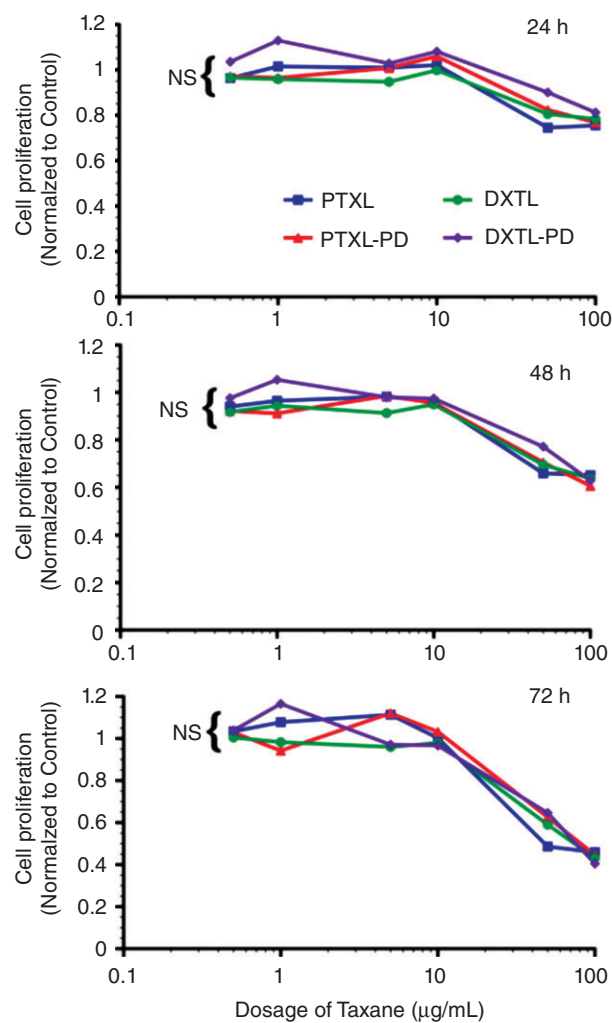 24 h
1.2
1
0.8
0.6
0.4
0.2
0
NS {
Cell proliferation
(Normalzed to Control)
PTXL
DXTL
PTXL-PD
DXTL-PD
0.1 1 10 100
48 h
1.2
1
0.8
0.6
0.4
0.2
0
NS {
Cell proliferation
(Normalzed to Control)
0.1 1 10 100
72 h
1.2
1
0.8
0.6
0.4
0.2
0
NS {
Cell proliferation
(Normalzed to Control)
0.1 1 10 100
Dosage of Taxane (μg/mL)